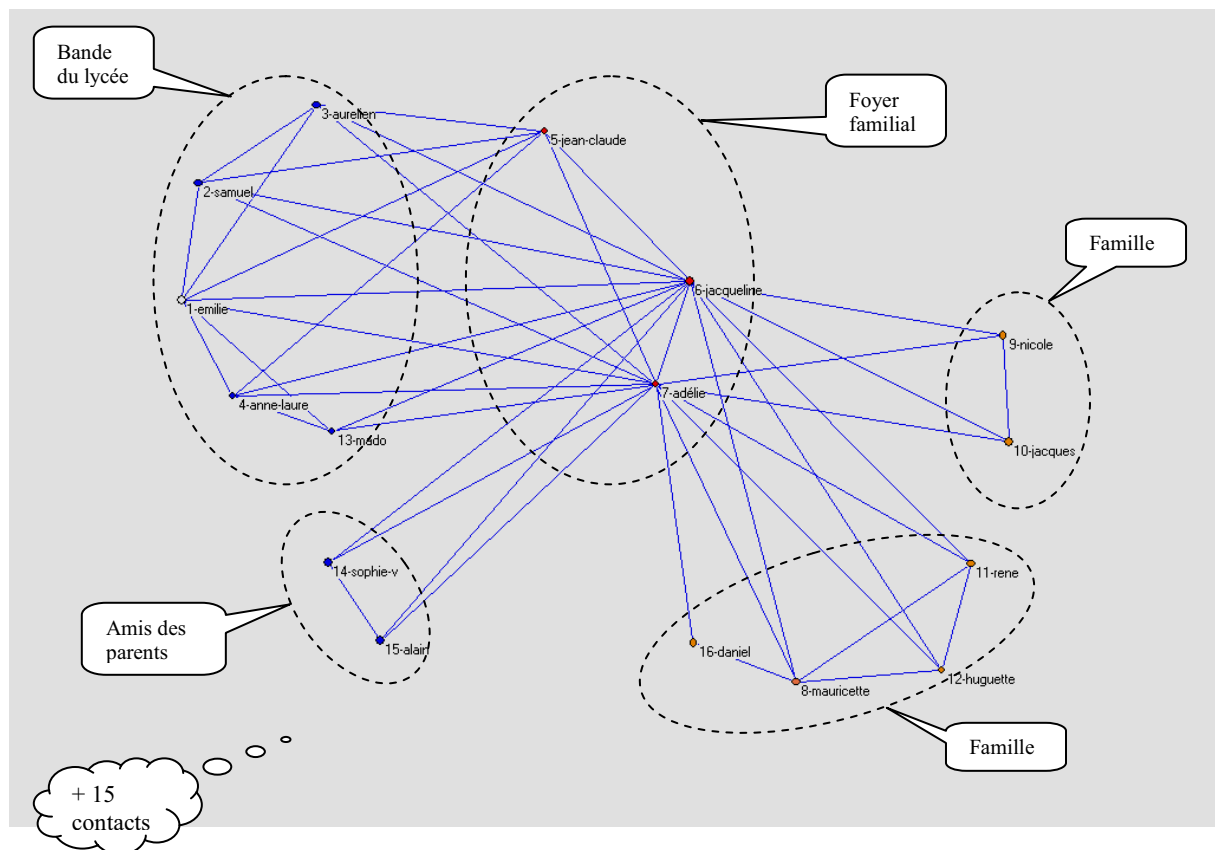 Bande
du lycée
Foyer
familial
3-aurelien
5-jean-claude
2-samuel
Famille
6-jacqueline
1-emilie
9-nicole
7-adélie
4-anne-laure
13-mado
10-jacques
14-sophie-v
11-rene
Amis des
parents
15-alain
16-daniel
12-huguette
8-mauricette
Famille
+ 15
contacts